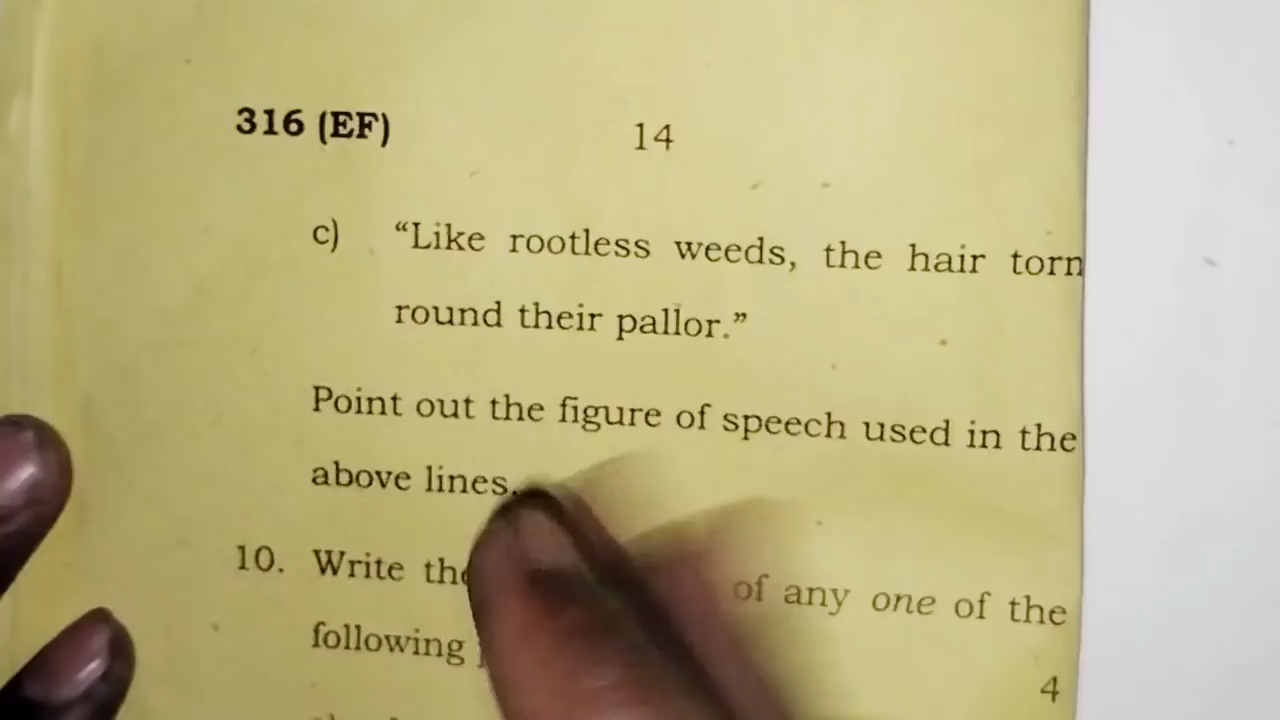 316 (EF) 14
c) “Like rootless weeds, the hair torn
round their pallor.”
Point out the figure of speech used in the
above lines.
10. Write the of any one of the
following
4